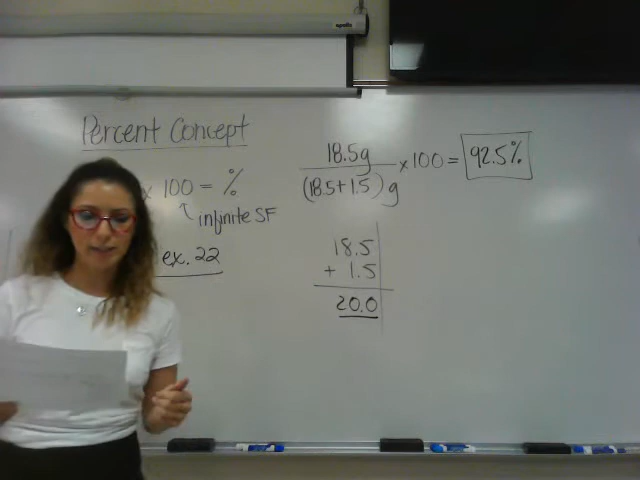 Percent Concept
x 100 = %
infinite SF
ex. 22
18.5g
(18.5+1.5)g
x 100 = 92.5%
18.5
+ 1.5
20.0